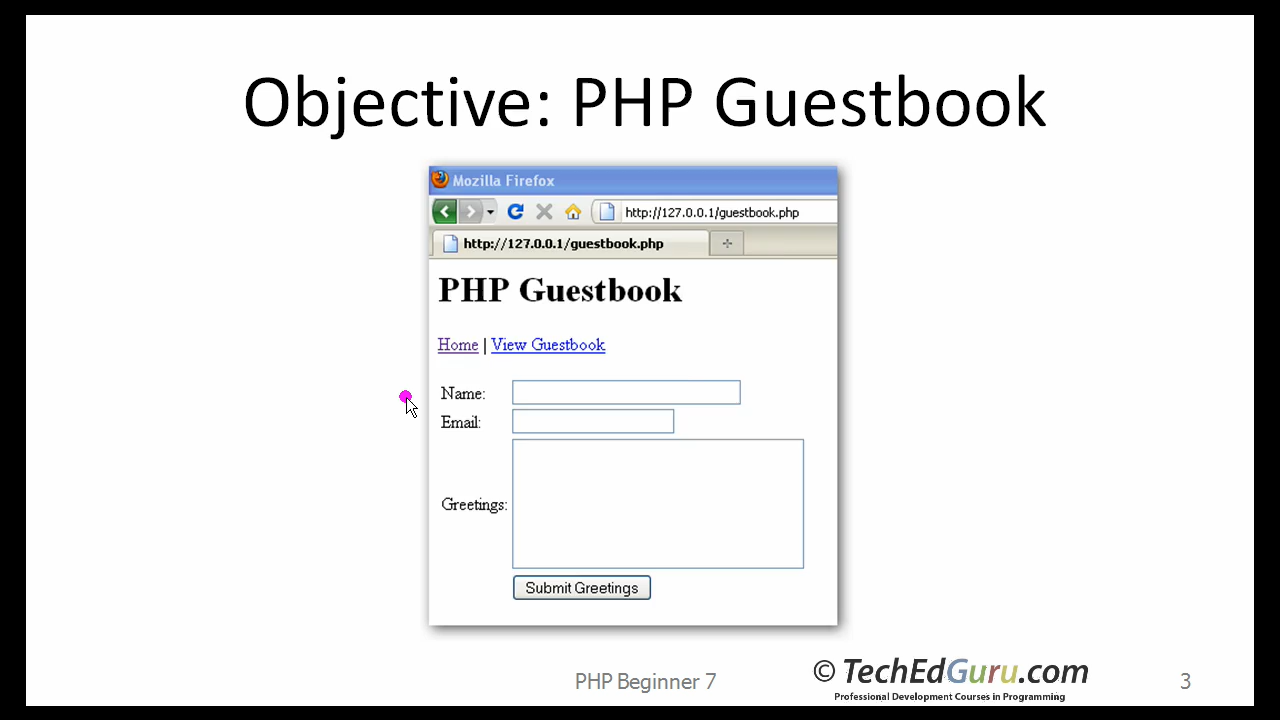 Objective: PHP Guestbook
Mozilla Firefox
http://127.0.0.1/guestbook.php
http://127.0.0.1/guestbook.php
PHP Guestbook
Home | View Guestbook
Name:
Email:
Greetings:
Submit Greetings
PHP Beginner 7
© TechEdGuru.com
Professional Development Courses in Programming
3